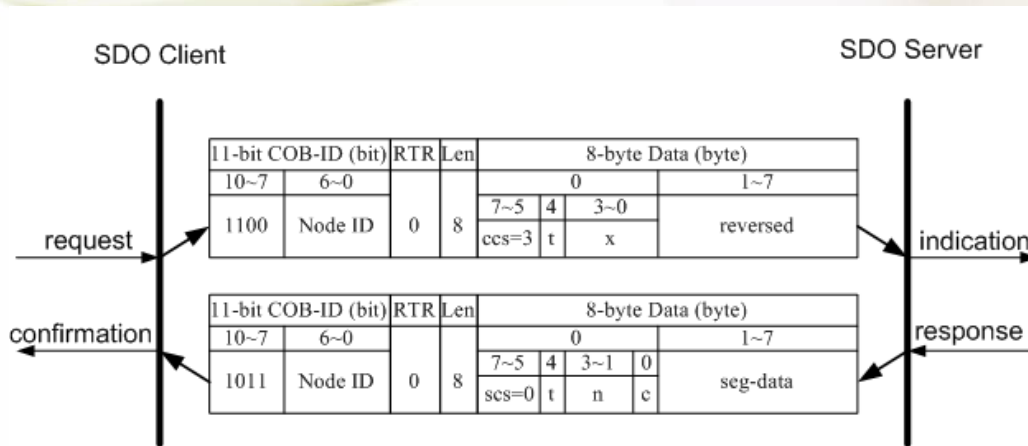 SDO Client
SDO Server
11-bit COB-ID (bit) RTR Len 8-byte Data (byte)
10~7 6~0 0 1~7
7~5 4 3~0
1100 Node ID 0 8 ccs=3 t x reversed
request
indication
11-bit COB-ID (bit) RTR Len 8-byte Data (byte)
confirmation
response
10~7 6~0 0 1~7
7~5 4 3~1 0
1011 Node ID 0 8 scs=0 t n c seg-data